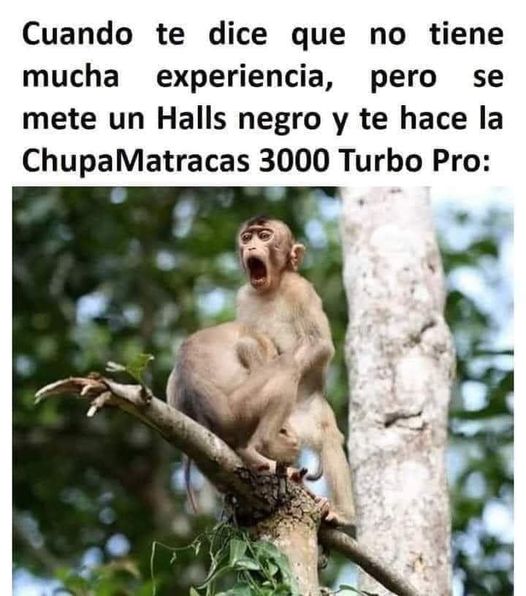 Cuando te dice que no tiene
mucha experiencia, pero se
mete un Halls negro y te hace la
ChupaMatracas 3000 Turbo Pro: